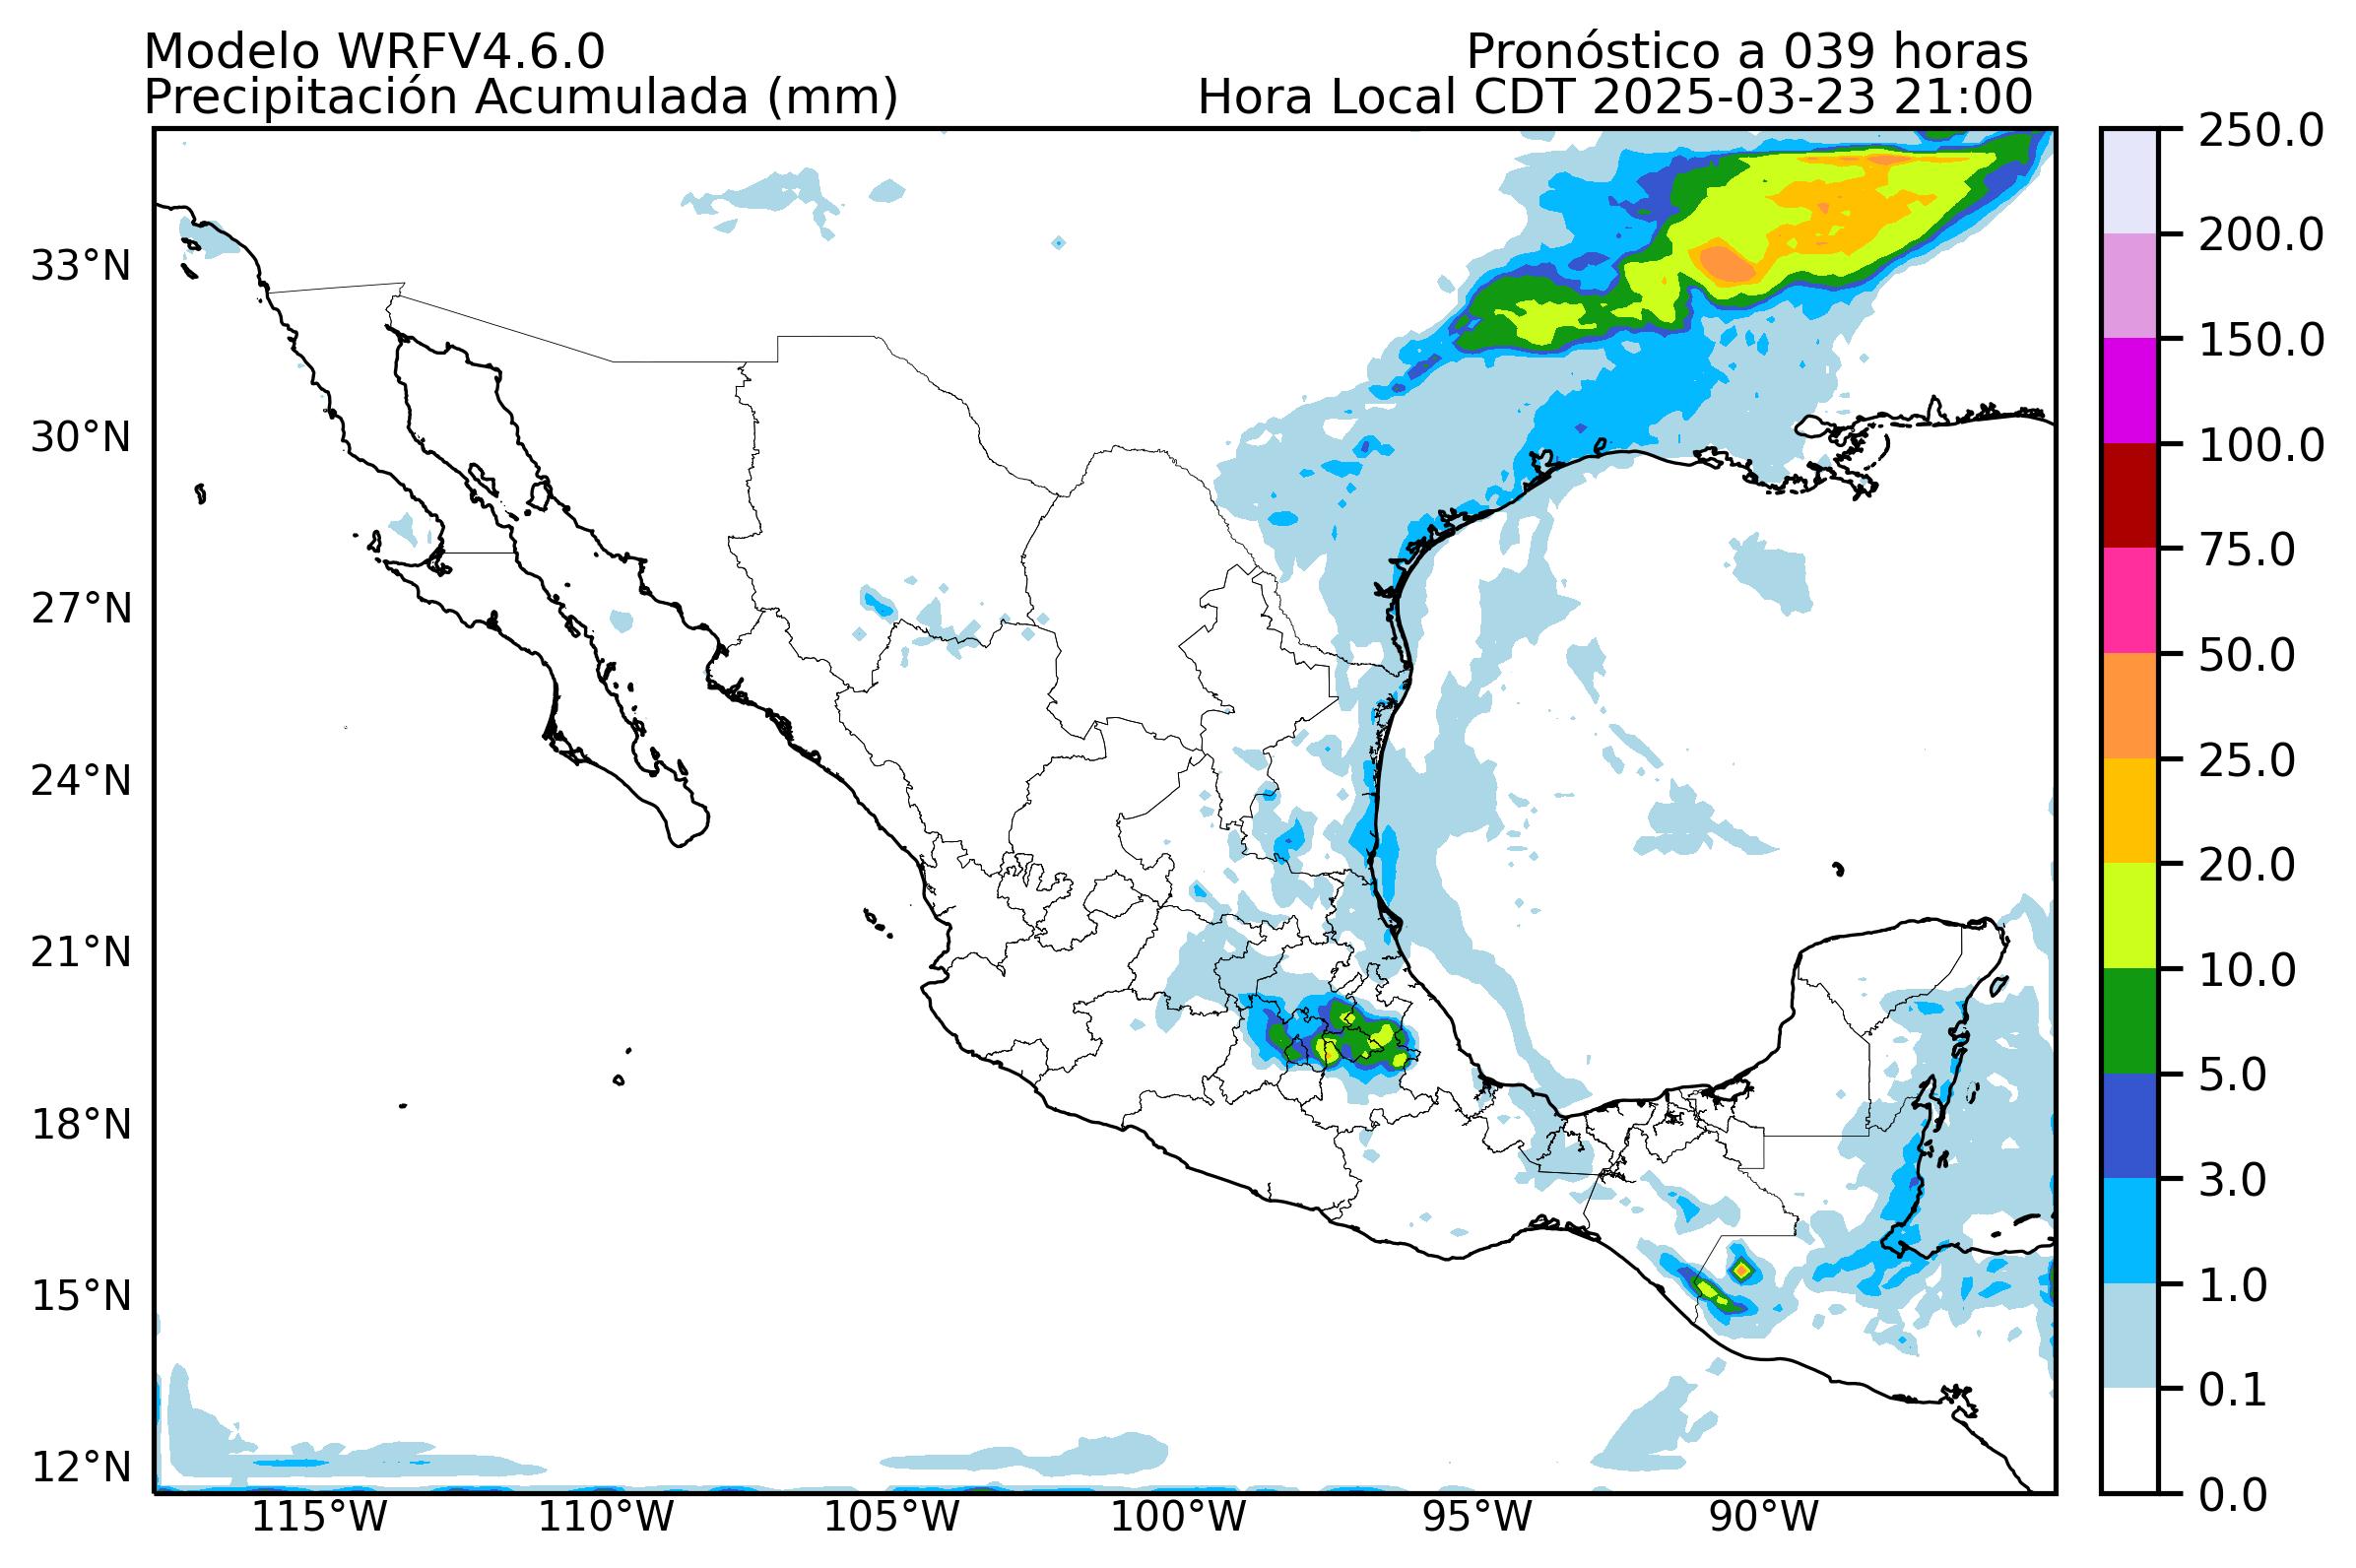 Modelo WRFV4.6.0
Pronóstico a 039 horas
Precipitación Acumulada (mm)
Hora Local CDT 2025-03-23 21:00
33°N
30°N
27°N
24°N
21°N
18°N
15°N
12°N
115°W
110°W
105°W
100°W
95°W
90°W
250.0
200.0
150.0
100.0
75.0
50.0
25.0
20.0
10.0
5.0
3.0
1.0
0.1
0.0